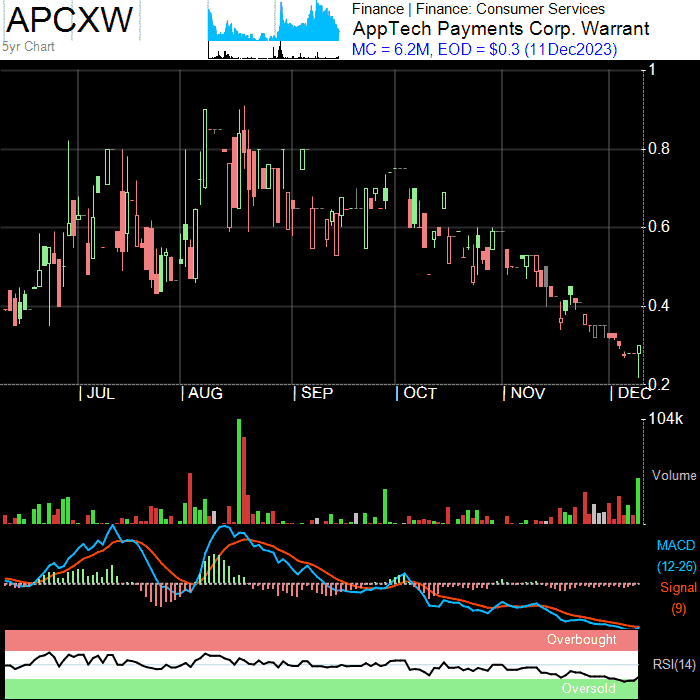 APCXW
5yr Chart
Finance | Finance: Consumer Services
AppTech Payments Corp. Warrant
MC = 6.2M, EOD = $0.3 (11Dec2023)
1
0.8
0.6
0.4
0.2
| JUL | AUG | SEP | OCT | NOV | DEC
104k
Volume
MACD
(12-26)
Signal
(9)
Overbought
RSI(14)
Oversold